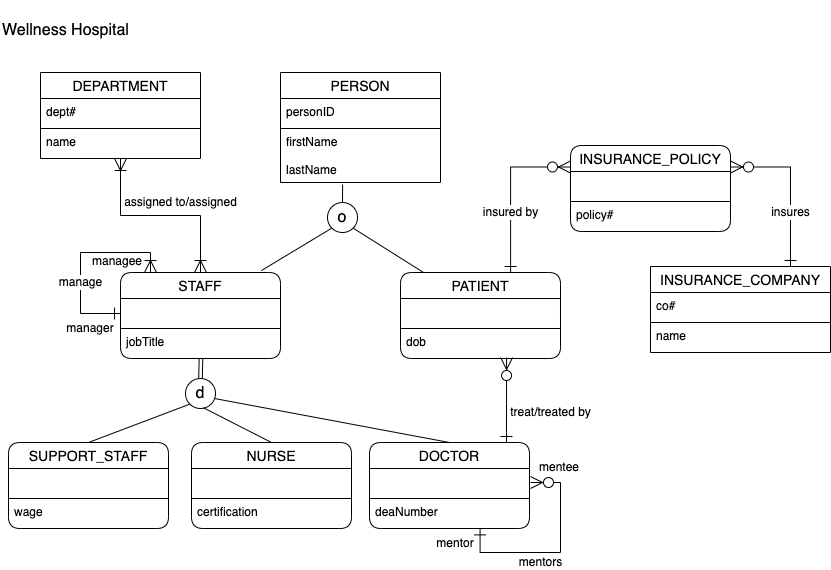 Wellness Hospital
DEPARTMENT
dept#
name
PERSON
personID
firstName
lastName
INSURANCE_POLICY
policy#
assigned to/assigned
o
insured by
insures
managee
manage
manager
STAFF
jobTitle
PATIENT
dob
INSURANCE_COMPANY
co#
name
d
treat/treated by
SUPPORT_STAFF
wage
NURSE
certification
DOCTOR
deaNumber
mentee
mentor
mentors